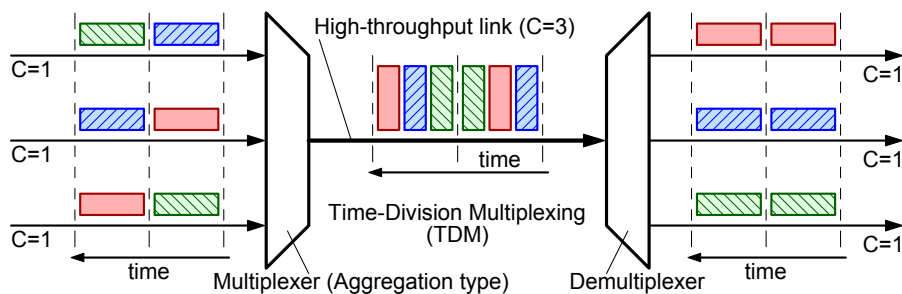 High-throughput link (C=3)
C=1
C=1
C=1
C=1
C=1
C=1
time
time
time
Time-Division Multiplexing
(TDM)
Multiplexer (Aggregation type)
Demultiplexer